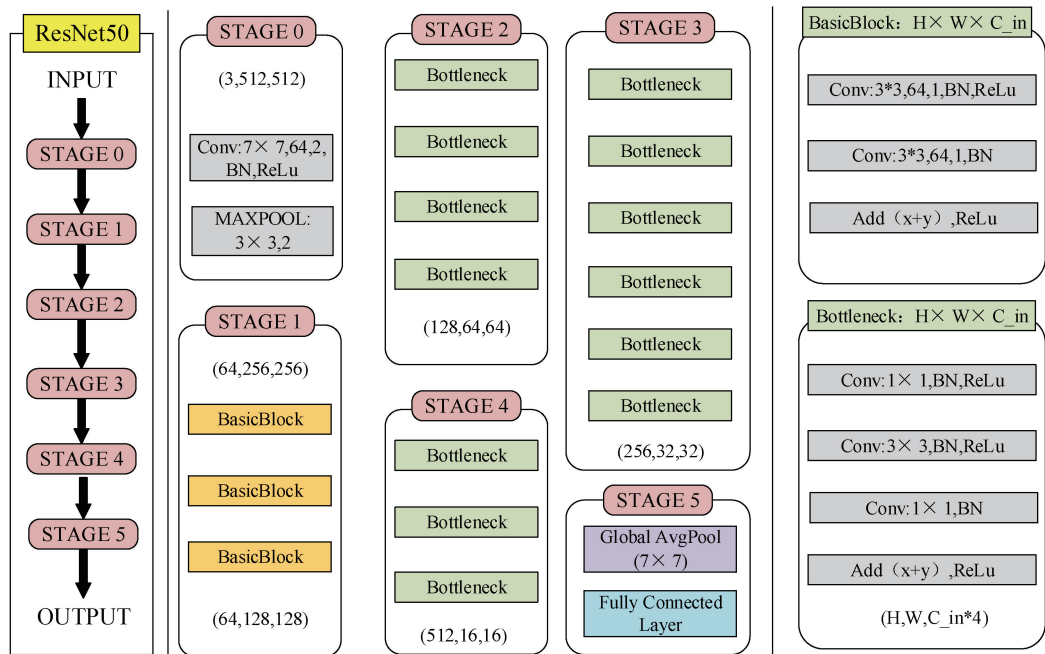 ResNet50
INPUT
STAGE 0
STAGE 1
STAGE 2
STAGE 3
STAGE 4
STAGE 5
OUTPUT
STAGE 0
(3,512,512)
Conv:7× 7,64,2,
BN,ReLu
MAXPOOL:
3× 3,2
STAGE 1
(64,256,256)
BasicBlock
BasicBlock
BasicBlock
(64,128,128)
STAGE 2
Bottleneck
Bottleneck
Bottleneck
Bottleneck
(128,64,64)
STAGE 4
Bottleneck
Bottleneck
Bottleneck
(512,16,16)
STAGE 3
Bottleneck
Bottleneck
Bottleneck
Bottleneck
Bottleneck
Bottleneck
(256,32,32)
STAGE 5
Global AvgPool
(7× 7)
Fully Connected
Layer
BasicBlock: H× W× C_in
Conv:3*3,64,1,BN,ReLu
Conv:3*3,64,1,BN
Add（x+y）,ReLu
Bottleneck: H× W× C_in
Conv:1× 1,BN,ReLu
Conv:3× 3,BN,ReLu
Conv:1× 1,BN
Add（x+y）,ReLu
(H,W,C_in*4)